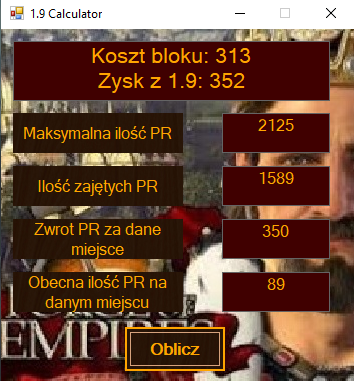 1.9 Calculator
Koszt bloku: 313
Zysk z 1.9: 352
Maksymalna ilość PR
2125
Ilość zajętych PR
1589
Zwrot PR za dane
miejsce
350
Obecna ilość PR na
danym miejscu
89
EMPIRES
Oblicz